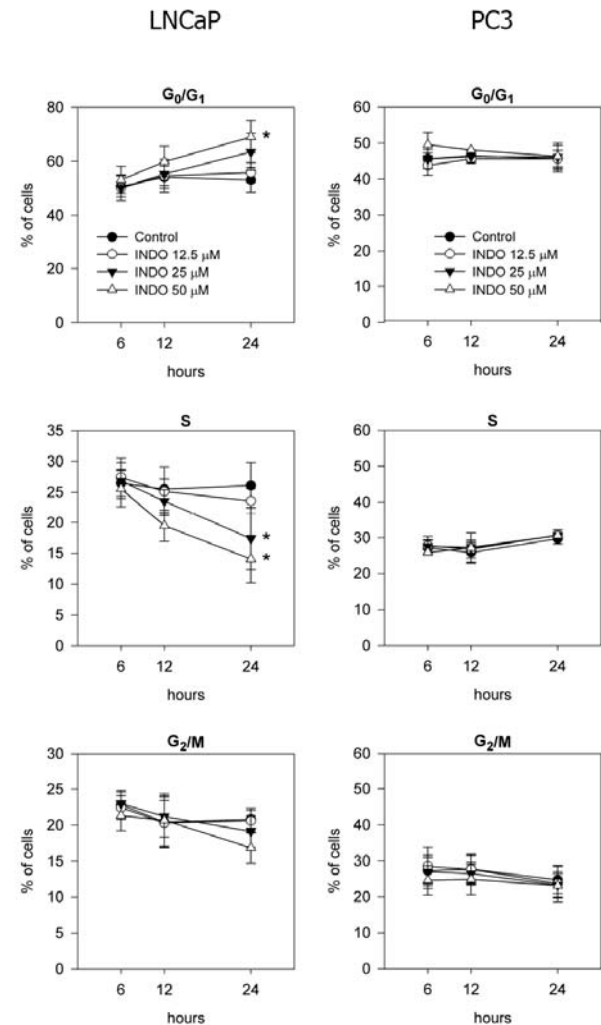 LNCaP
PC3
G0/G1
80
60
40
20
0
% of cells
*
Control
INDO 12.5 μM
INDO 25 μM
INDO 50 μM
6
12
24
hours
G0/G1
60
50
40
30
20
10
0
% of cells
Control
INDO 12.5 μM
INDO 25 μM
INDO 50 μM
6
12
24
hours
S
35
30
25
20
15
10
5
0
% of cells
*
*
6
12
24
hours
S
60
50
40
30
20
10
0
% of cells
6
12
24
hours
G2/M
30
25
20
15
10
5
0
% of cells
6
12
24
hours
G2/M
60
50
40
30
20
10
0
% of cells
6
12
24
hours